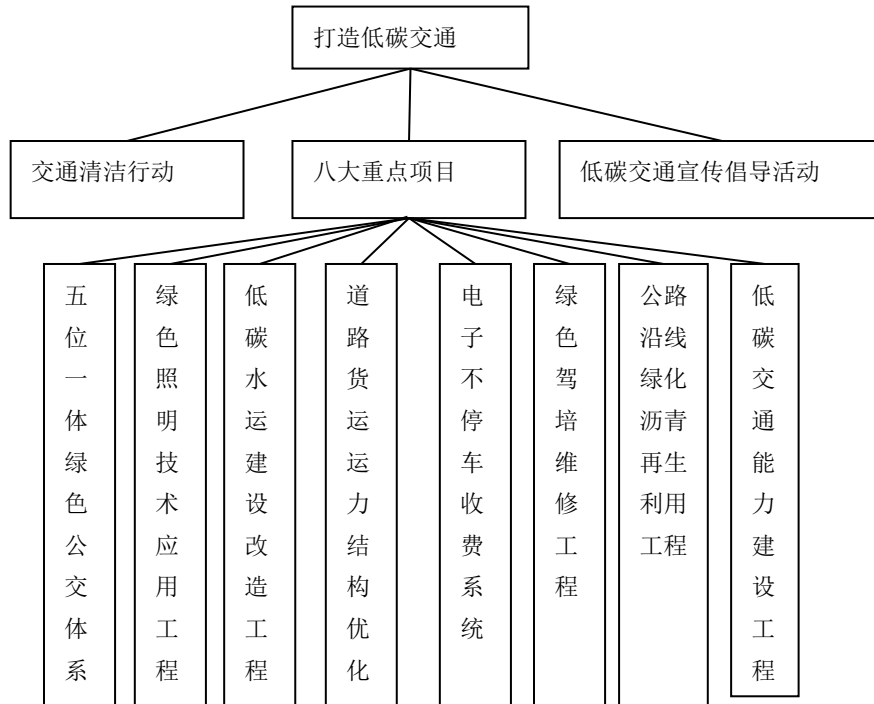 打造低碳交通
交通清洁行动
八大重点项目
低碳交通宣传倡导活动
五位一体绿色公交体系
绿色照明技术应用工程
低碳水运建设改造工程
道路货运运力结构优化
电子不停车收费系统
绿色驾培维修工程
公路
沿线
绿化
沥青
再生
利用
工程
低碳交通能力建设工程